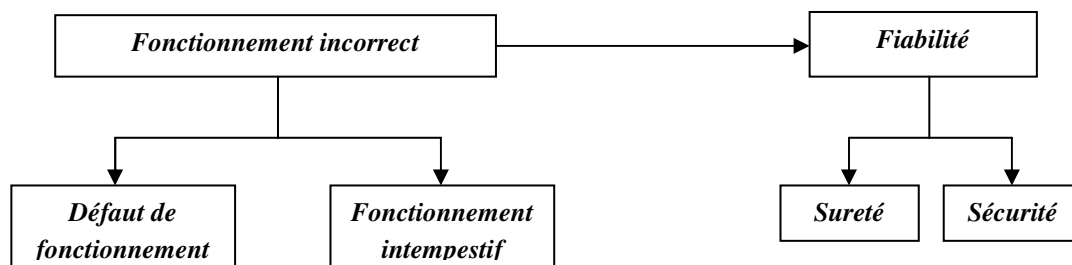 Fonctionnement incorrect
Fiabilité
Défaut de
fonctionnement
Fonctionnement
intempestif
Sureté
Sécurité